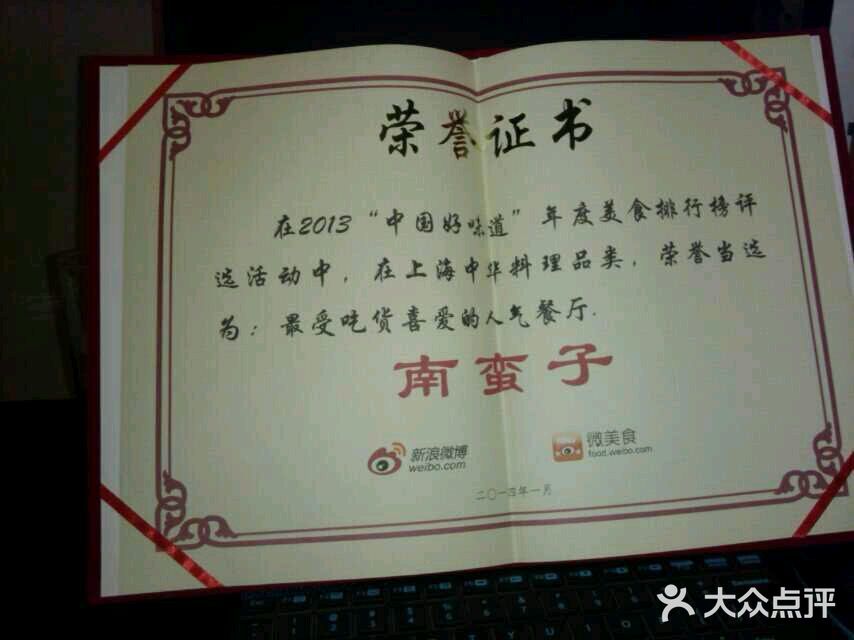 荣誉证书
在2013“中国好味道”年度美食排行榜评
选活动中，在上海中华料理品类，荣誉当选
为：最受吃货喜爱的人气餐厅.
南蛮子
新浪微博
weibo.com
微美食
food.weibo.com
二〇一四年一月
大众点评